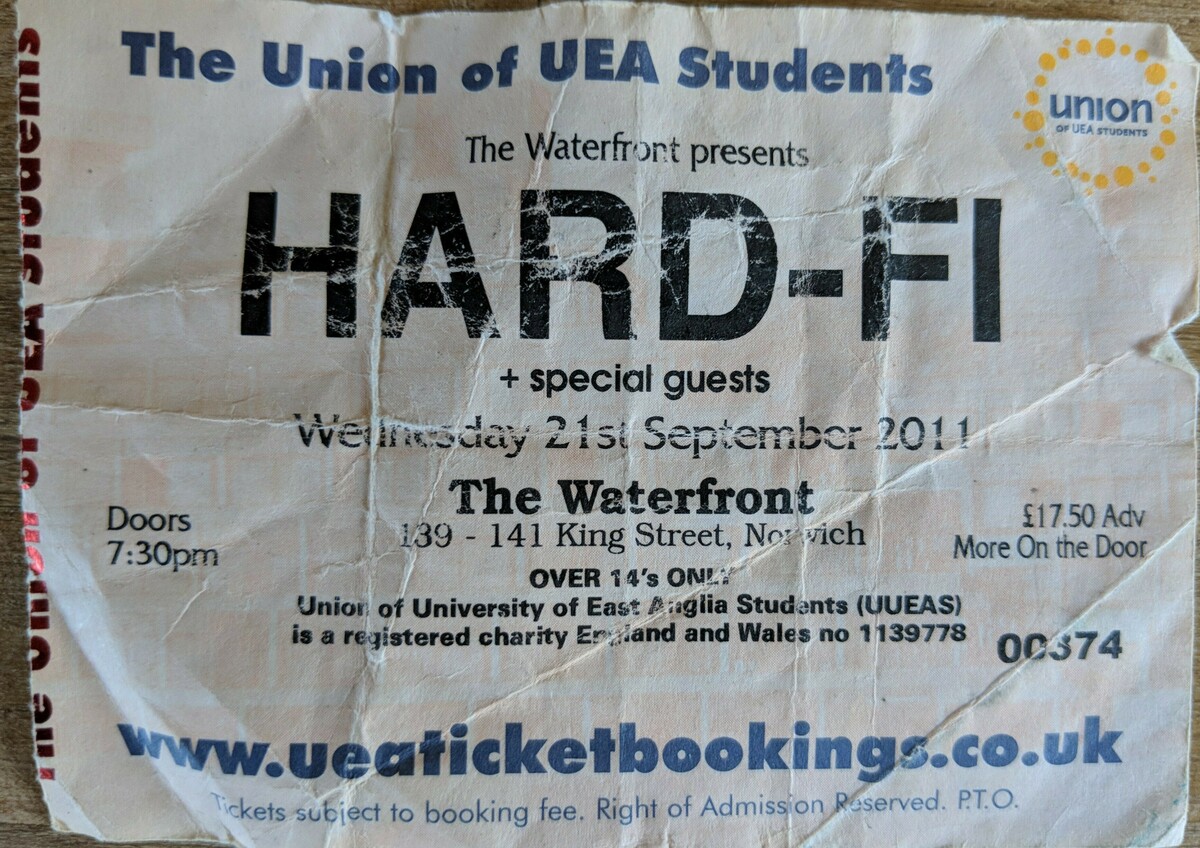 The Union of UEA Students
union
OF UEA STUDENTS
The Waterfront presents
HARD-FI
+ special guests
Wednesday 21st September 2011
The Waterfront
139 - 141 King Street, Norwich
Doors
7:30pm
£17.50 Adv
More On the Door
OVER 14's ONLY
Union of University of East Anglia Students (UUEAS)
is a registered charity England and Wales no 1139778
00374
www.ueaticketbookings.co.uk
Tickets subject to booking fee. Right of Admission Reserved. P.T.O.
The Union of UEA Students